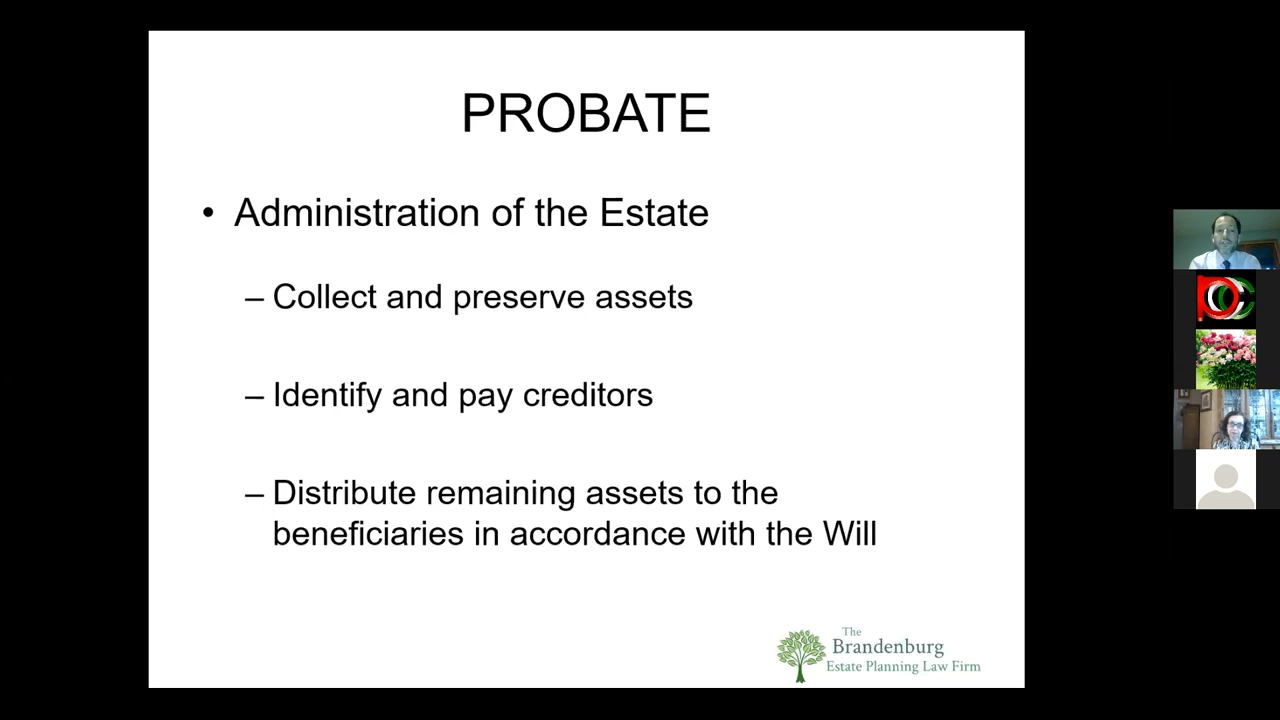 PROBATE
• Administration of the Estate
– Collect and preserve assets
– Identify and pay creditors
– Distribute remaining assets to the
beneficiaries in accordance with the Will
The
Brandenburg
Estate Planning Law Firm